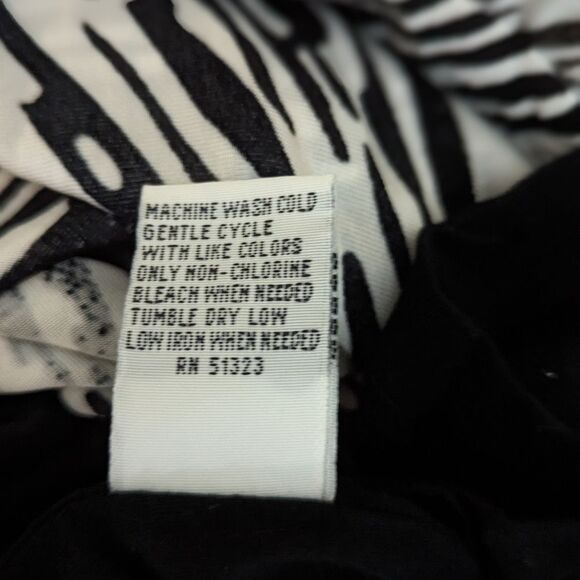 MACHINE WASH COLD
GENTLE CYCLE
WITH LIKE COLORS
ONLY NON-CHLORINE
BLEACH WHEN NEEDED
TUMBLE DRY LOW
LOW IRON WHEN NEEDED
RN 51323